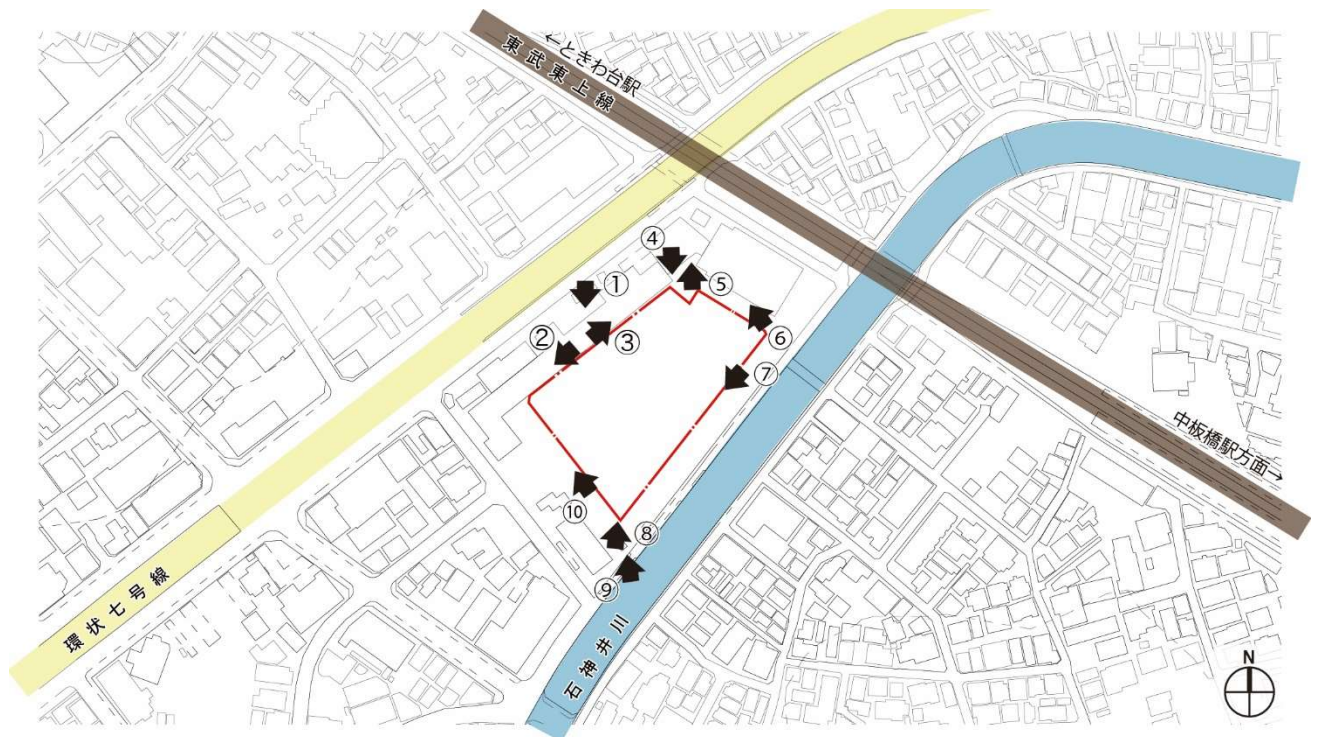 ←ときわ台駅
東武東上線
④
⑤
①
⑥
②
③
⑦
中板橋駅方面→
⑩
⑧
⑨
環状七号線
石神井川
N